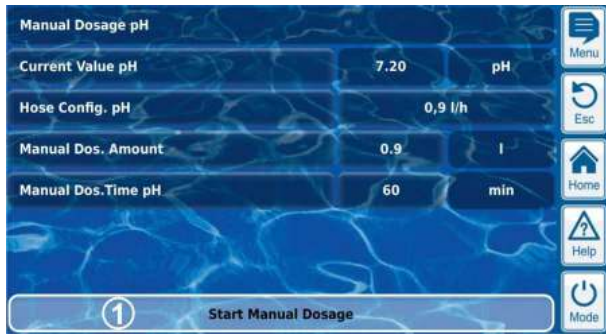 Manual Dosage pH
Menu
Current Value pH 7.20 pH
Hose Config. pH 0,9 l/h
Esc
Manual Dos. Amount 0.9 l
Manual Dos.Time pH 60 min
Home
Help
1 Start Manual Dosage
Mode